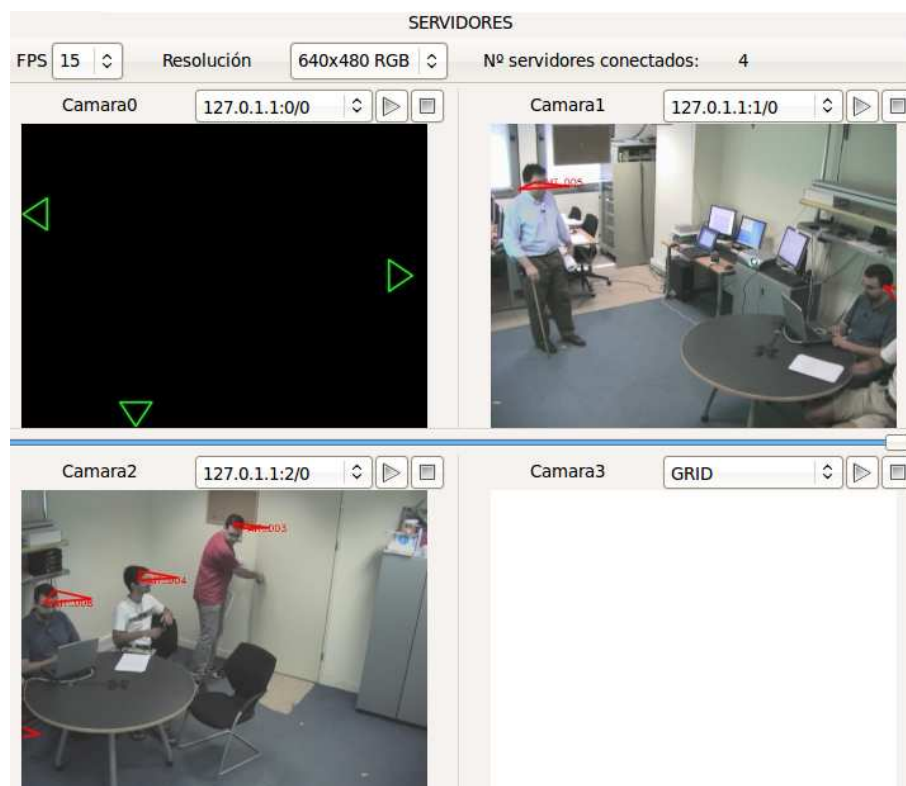 SERVIDORES
FPS 15 Resolución 640x480 RGB Nº servidores conectados: 4
Camara0 127.0.1.1:0/0
Camara1 127.0.1.1:1/0
Camara2 127.0.1.1:2/0
Camara3 GRID